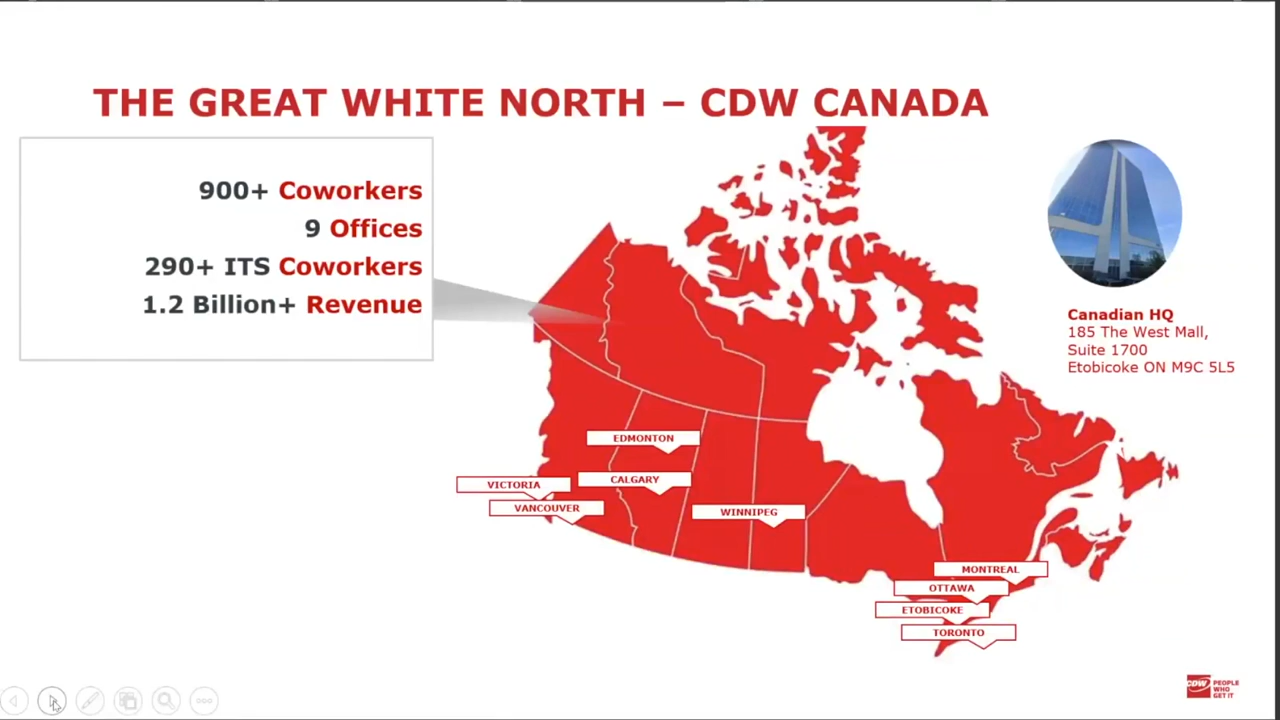 THE GREAT WHITE NORTH – CDW CANADA
900+ Coworkers
9 Offices
290+ ITS Coworkers
1.2 Billion+ Revenue
Canadian HQ
185 The West Mall,
Suite 1700
Etobicoke ON M9C 5L5
EDMONTON
CALGARY
VICTORIA
VANCOUVER
WINNIPEG
MONTREAL
OTTAWA
ETOBICOKE
TORONTO
CDW
PEOPLE
WHO
GET IT